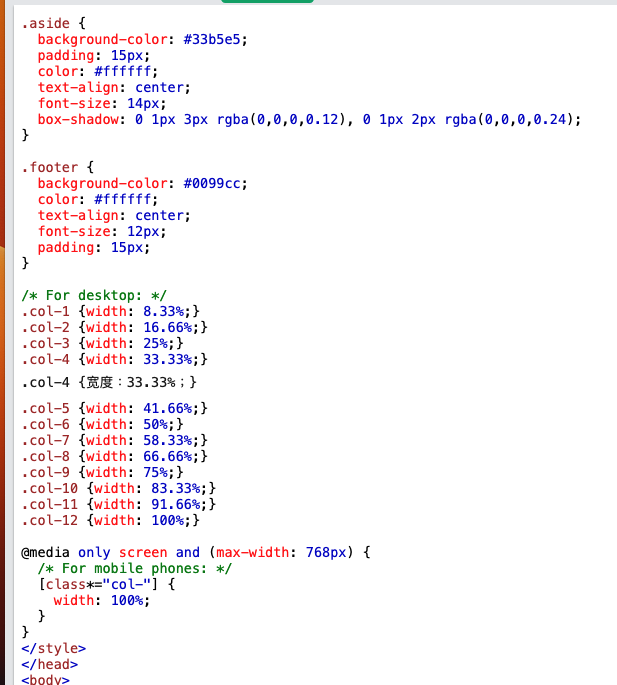 .aside {
  background-color: #33b5e5;
  padding: 15px;
  color: #ffffff;
  text-align: center;
  font-size: 14px;
  box-shadow: 0 1px 3px rgba(0,0,0,0.12), 0 1px 2px rgba(0,0,0,0.24);
}

.footer {
  background-color: #0099cc;
  color: #ffffff;
  text-align: center;
  font-size: 12px;
  padding: 15px;
}

/* For desktop: */
.col-1 {width: 8.33%;}
.col-2 {width: 16.66%;}
.col-3 {width: 25%;}
.col-4 {width: 33.33%;}
.col-4 {宽度：33.33%；}
.col-5 {width: 41.66%;}
.col-6 {width: 50%;}
.col-7 {width: 58.33%;}
.col-8 {width: 66.66%;}
.col-9 {width: 75%;}
.col-10 {width: 83.33%;}
.col-11 {width: 91.66%;}
.col-12 {width: 100%;}

@media only screen and (max-width: 768px) {
  /* For mobile phones: */
  [class*="col-"] {
    width: 100%;
  }
}
</style>
</head>
<body>